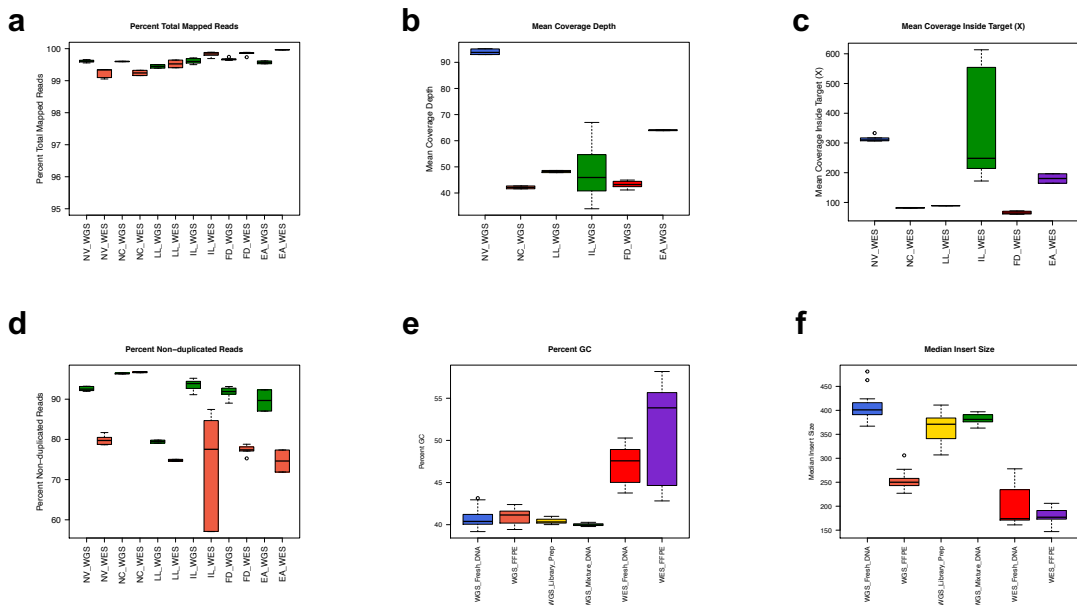 a
Percent Total Mapped Reads
Percent Total Mapped Reads
100
99
98
97
96
95
NV_WGS
NV_WES
NC_WGS
NC_WES
LL_WGS
LL_WES
IL_WGS
IL_WES
FD_WGS
FD_WES
EA_WGS
EA_WES
b
Mean Coverage Depth
Mean Coverage Depth
90
80
70
60
50
40
NV_WGS
NC_WGS
LL_WGS
IL_WGS
FD_WGS
EA_WGS
c
Mean Coverage Inside Target (X)
Mean Coverage Inside Target (X)
600
500
400
300
200
100
NV_WES
NC_WES
LL_WES
IL_WES
FD_WES
EA_WES
d
Percent Non−duplicated Reads
Percent Non−duplicated Reads
90
80
70
60
NV_WGS
NV_WES
NC_WGS
NC_WES
LL_WGS
LL_WES
IL_WGS
IL_WES
FD_WGS
FD_WES
EA_WGS
EA_WES
e
Percent GC
Percent GC
55
50
45
40
WGS_Fresh_DNA
WGS_FFPE
WGS_Library_Prep
WGS_Mixture_DNA
WES_Fresh_DNA
WES_FFPE
f
Median Insert Size
Median Insert Size
450
400
350
300
250
200
150
WGS_Fresh_DNA
WGS_FFPE
WGS_Library_Prep
WGS_Mixture_DNA
WES_Fresh_DNA
WES_FFPE